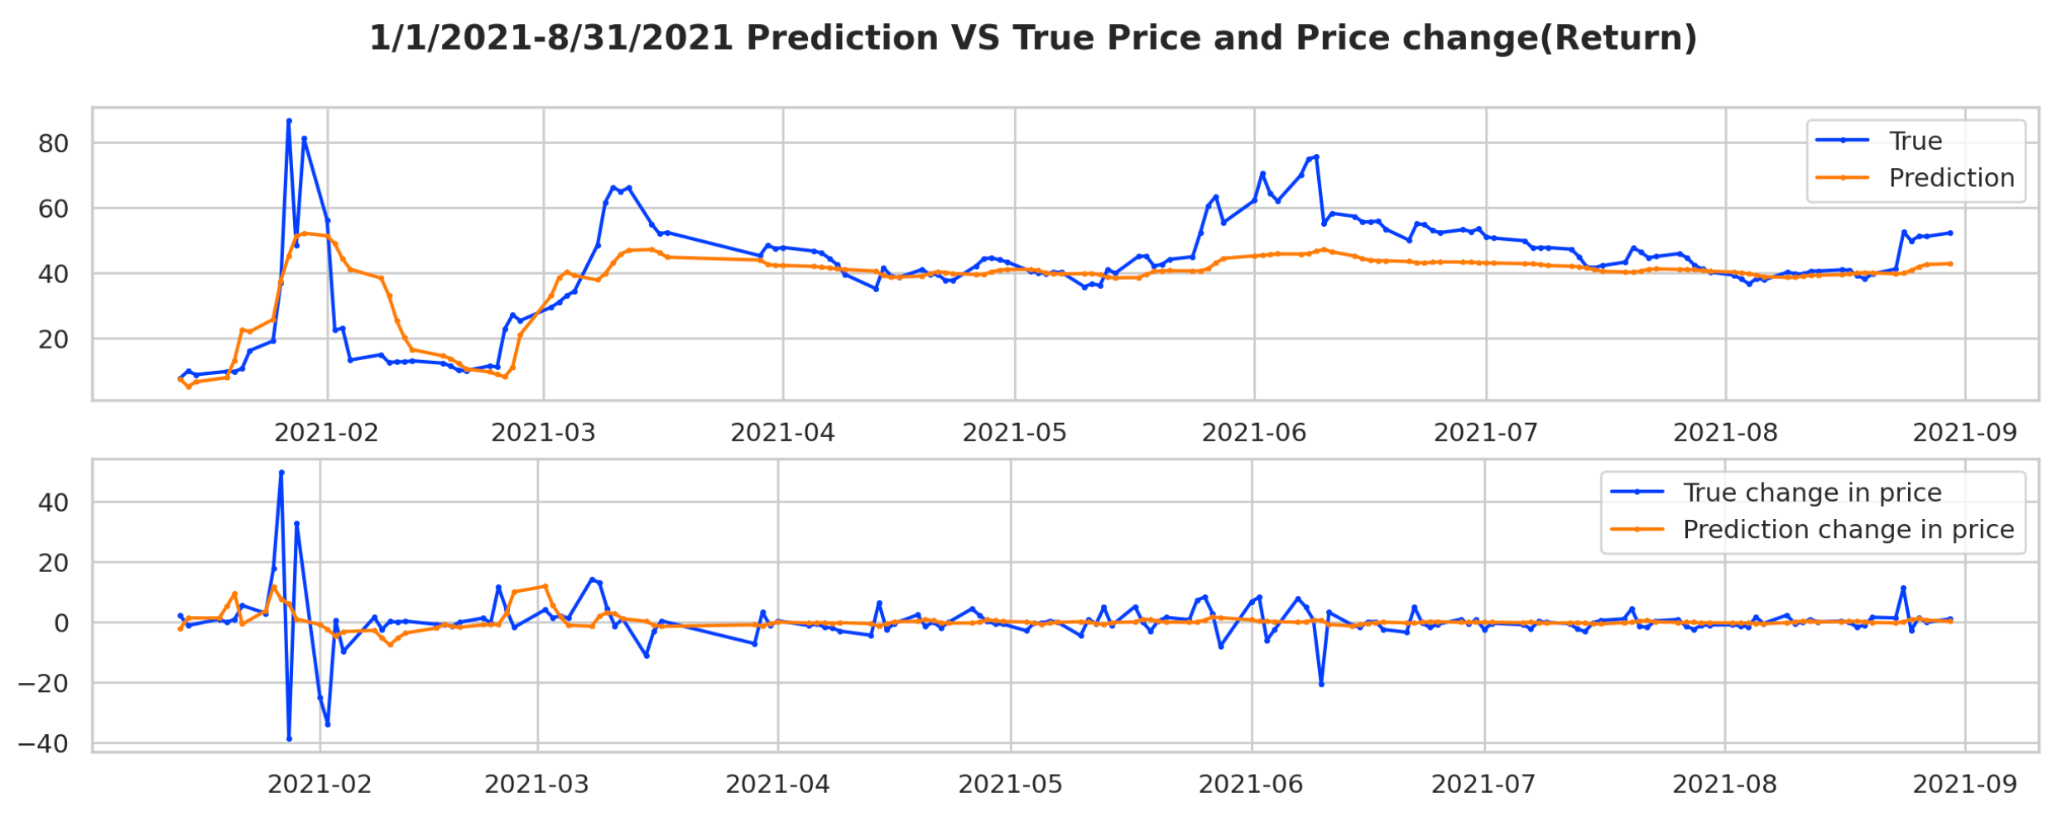 1/1/2021-8/31/2021 Prediction VS True Price and Price change(Return)
80
60
40
20
True
Prediction
2021-02 2021-03 2021-04 2021-05 2021-06 2021-07 2021-08 2021-09
40
20
0
−20
−40
True change in price
Prediction change in price
2021-02 2021-03 2021-04 2021-05 2021-06 2021-07 2021-08 2021-09